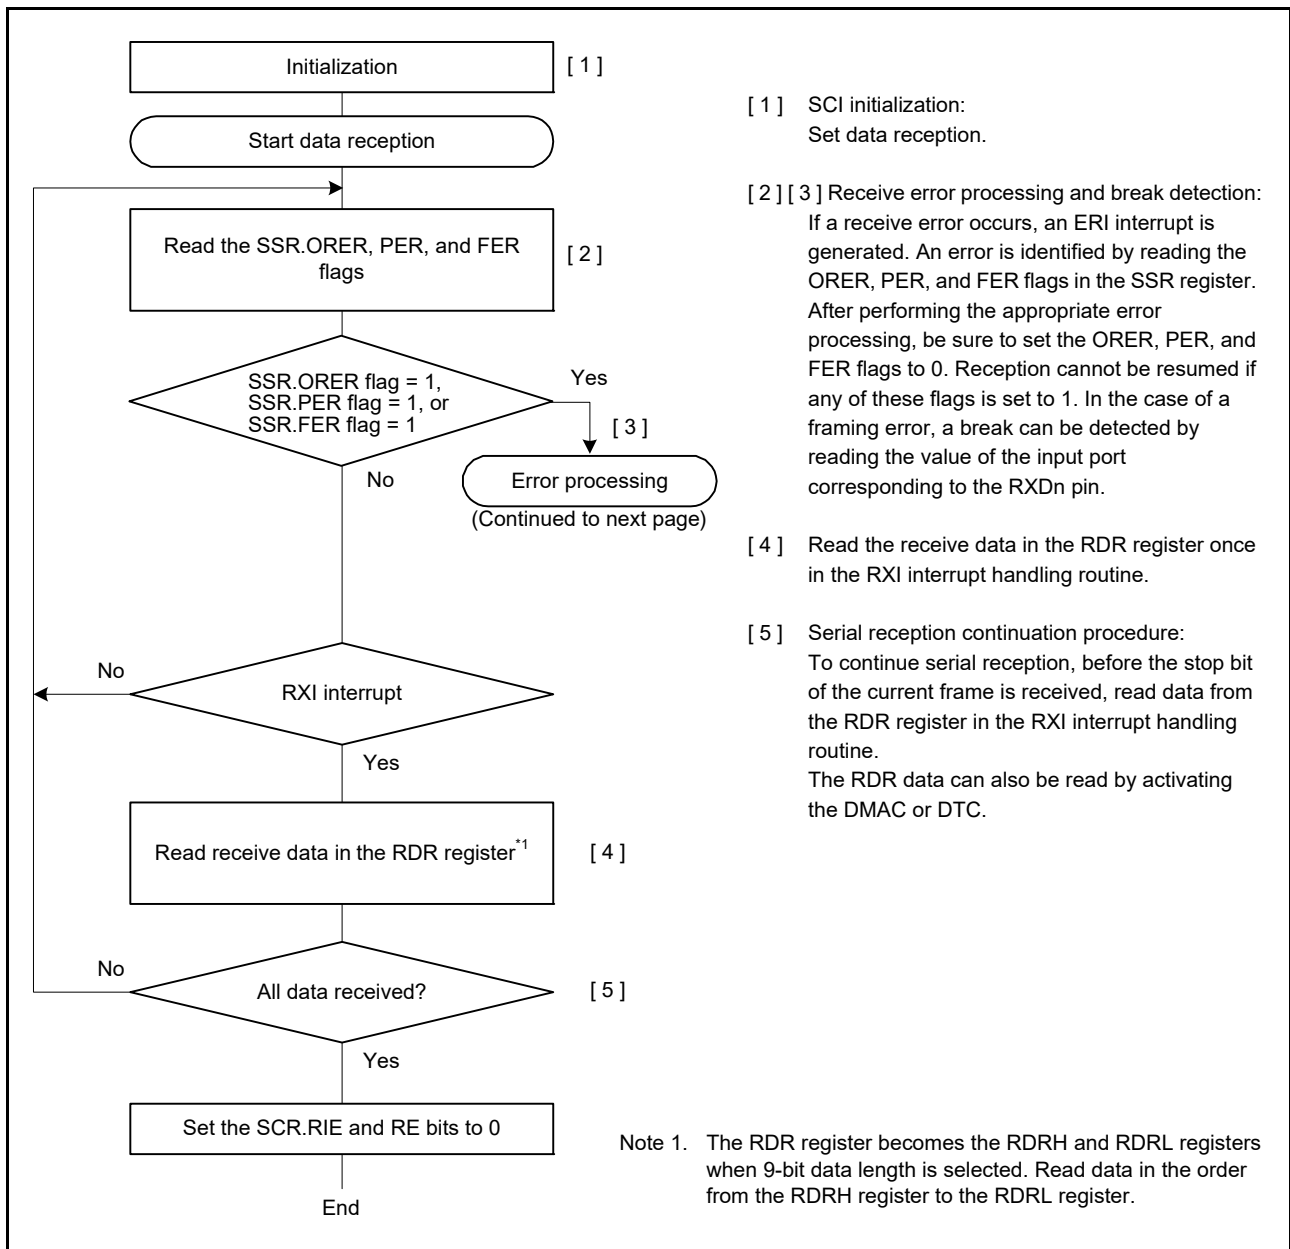 Initialization
[ 1 ]
Start data reception
Read the SSR.ORER, PER, and FER
flags
[ 2 ]
SSR.ORER flag = 1,
SSR.PER flag = 1, or
SSR.FER flag = 1
Yes
[ 3 ]
No
Error processing
(Continued to next page)
No
RXI interrupt
Yes
Read receive data in the RDR register*1
[ 4 ]
No
All data received?
[ 5 ]
Yes
Set the SCR.RIE and RE bits to 0
End
[ 1 ] SCI initialization:
Set data reception.
[ 2 ] [ 3 ] Receive error processing and break detection:
If a receive error occurs, an ERI interrupt is
generated. An error is identified by reading the
ORER, PER, and FER flags in the SSR register.
After performing the appropriate error
processing, be sure to set the ORER, PER, and
FER flags to 0. Reception cannot be resumed if
any of these flags is set to 1. In the case of a
framing error, a break can be detected by
reading the value of the input port
corresponding to the RXDn pin.
[ 4 ] Read the receive data in the RDR register once
in the RXI interrupt handling routine.
[ 5 ] Serial reception continuation procedure:
To continue serial reception, before the stop bit
of the current frame is received, read data from
the RDR register in the RXI interrupt handling
routine.
The RDR data can also be read by activating
the DMAC or DTC.
Note 1. The RDR register becomes the RDRH and RDRL registers
when 9-bit data length is selected. Read data in the order
from the RDRH register to the RDRL register.